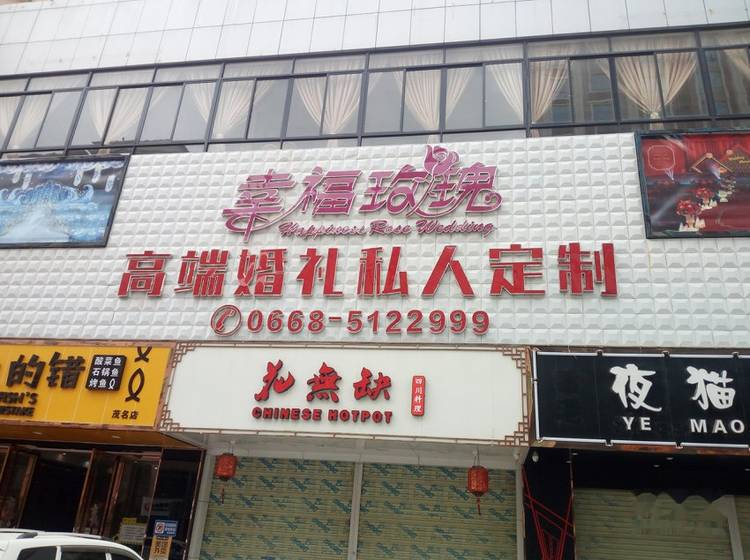 幸福玫瑰
Happiness Rose Wedding
高端婚礼私人定制
0668-5122999
的错
酸菜鱼
石锅鱼
烤鱼
茂名店
花無缺
CHINESE HOTPOT
四川料理
夜猫
YE MAO